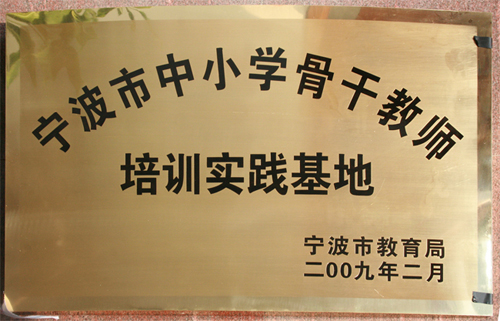 宁波市中小学骨干教师
培训实践基地
宁波市教育局
二00九年二月